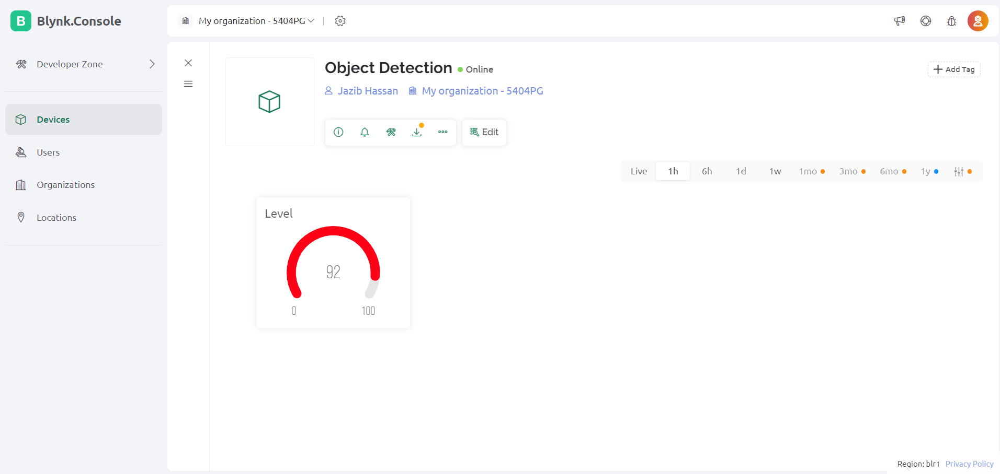 B Blynk.Console
My organization - 5404PG
Developer Zone
Devices
Users
Organizations
Locations
Object Detection Online
Add Tag
Jazib Hassan My organization - 5404PG
Edit
Live 1h 6h 1d 1w 1mo 3mo 6mo 1y
Level
92
0 100
Region: blr1 Privacy Policy